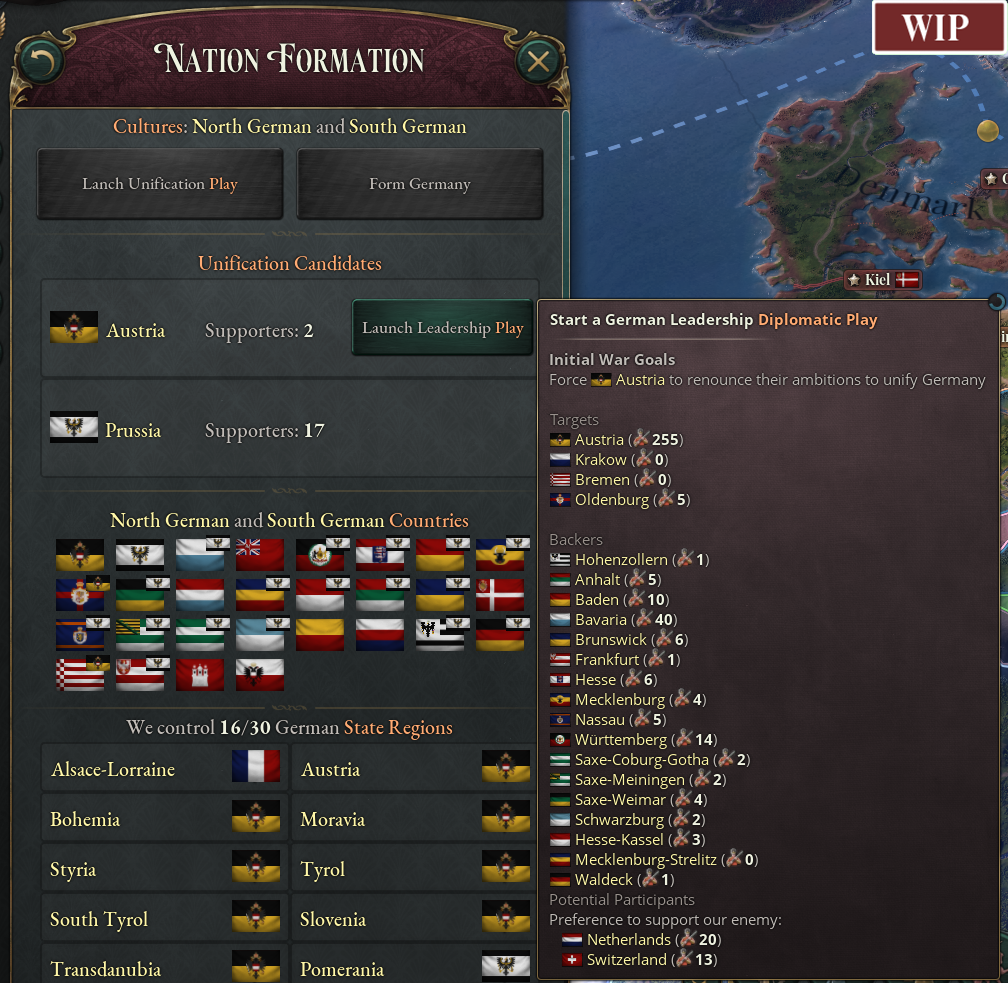 WIP
Nation Formation
Cultures: North German and South German
Lanch Unification Play
Form Germany
Unification Candidates
Austria
Supporters: 2
Launch Leadership Play
Prussia
Supporters: 17
North German and South German Countries
We control 16/30 German State Regions
Alsace-Lorraine
Austria
Bohemia
Moravia
Styria
Tyrol
South Tyrol
Slovenia
Transdanubia
Pomerania
Denmark
Kiel
Start a German Leadership Diplomatic Play
Initial War Goals
Force Austria to renounce their ambitions to unify Germany
Targets
Austria (255)
Krakow (0)
Bremen (0)
Oldenburg (5)
Backers
Hohenzollern (1)
Anhalt (5)
Baden (10)
Bavaria (40)
Brunswick (6)
Frankfurt (1)
Hesse (6)
Mecklenburg (4)
Nassau (5)
Württemberg (14)
Saxe-Coburg-Gotha (2)
Saxe-Meiningen (2)
Saxe-Weimar (4)
Schwarzburg (2)
Hesse-Kassel (3)
Mecklenburg-Strelitz (0)
Waldeck (1)
Potential Participants
Preference to support our enemy:
Netherlands (20)
Switzerland (13)